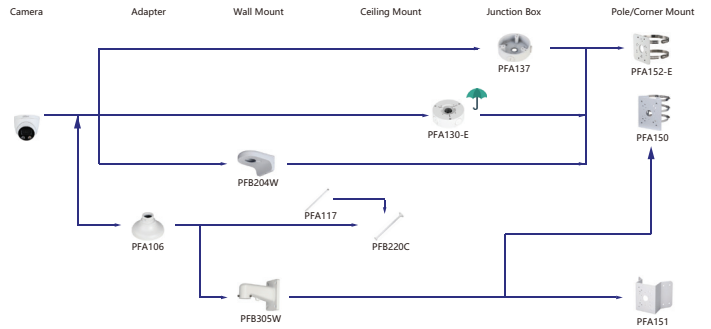 Camera Adapter Wall Mount Ceiling Mount Junction Box Pole/Corner Mount
PFA137
PFA152-E
PFA130-E
PFA150
PFB204W
PFA117
PFA106
PFB220C
PFB305W
PFA151